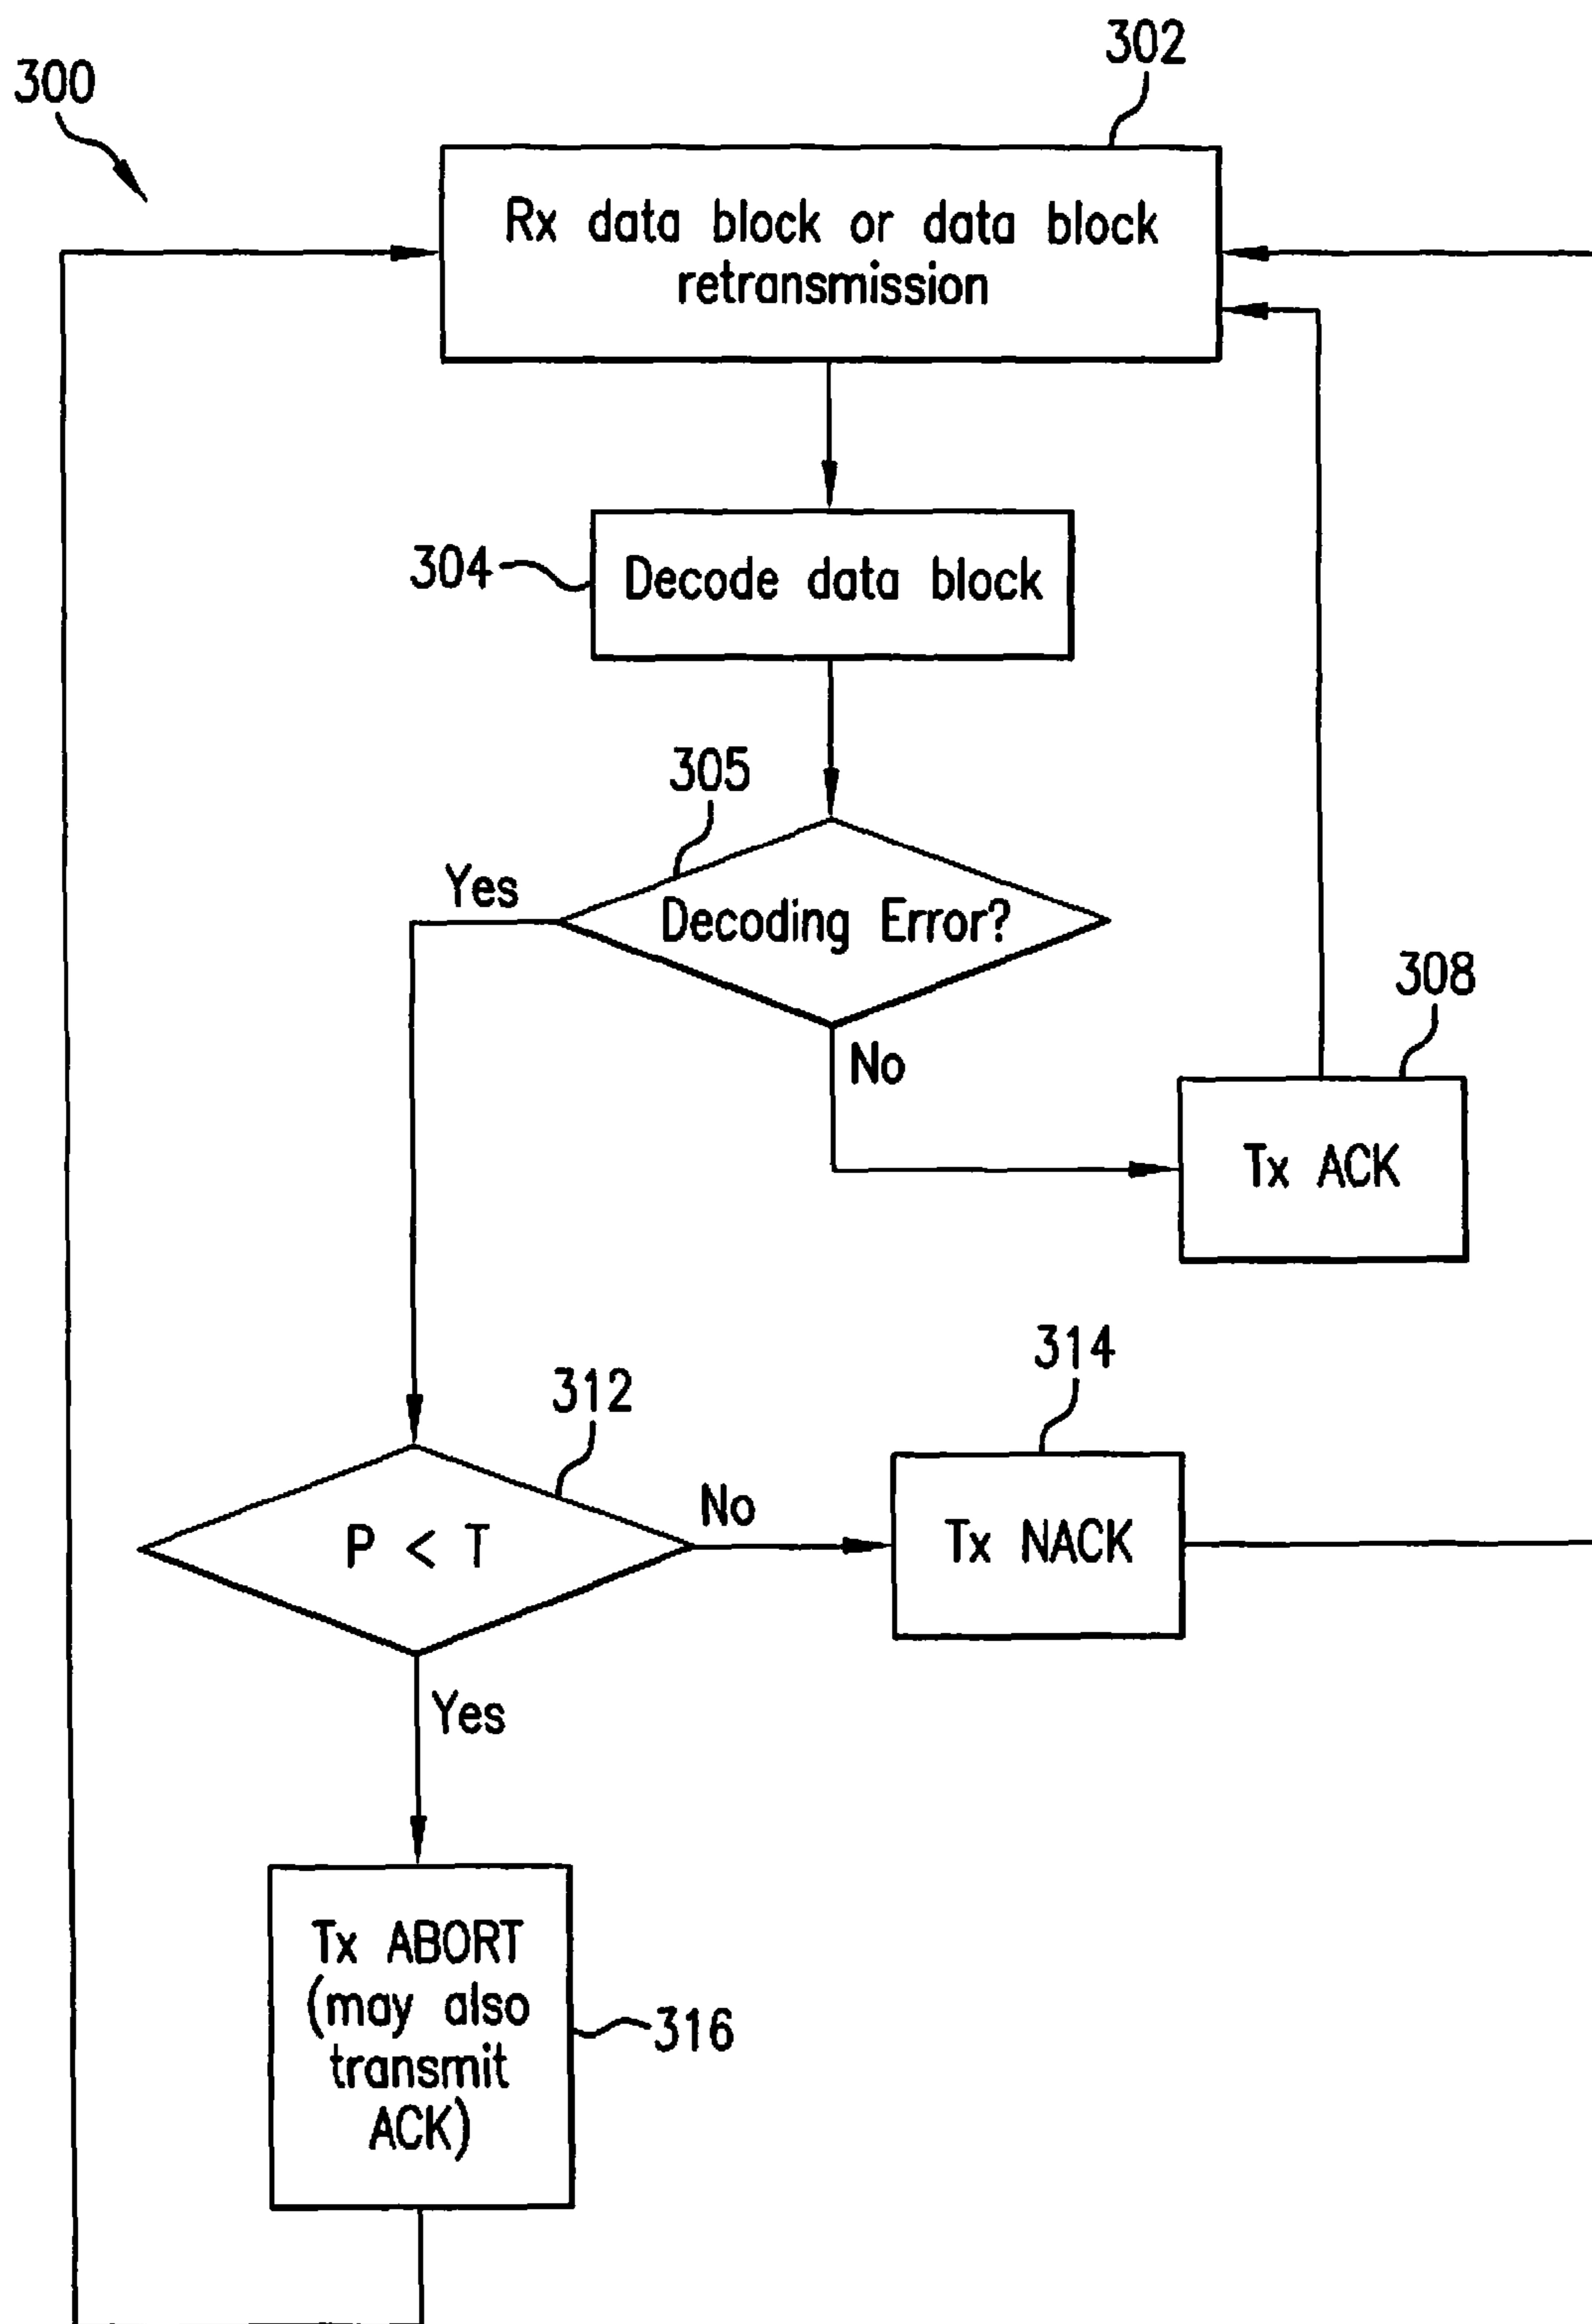 302
300
Rx data block or data block
retransmission
304
Decode data block
305
Yes
Decoding Error?
308
No
Tx ACK
314
312
No
P < T
Tx NACK
Yes
Tx ABORT
(may also
transmit
ACK)
316